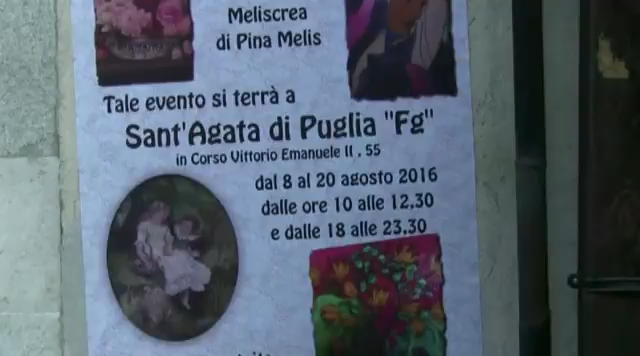 Meliscrea
di Pina Melis
Tale evento si terrà a
Sant'Agata di Puglia "Fg"
in Corso Vittorio Emanuele II . 55
dal 8 al 20 agosto 2016
dalle ore 10 alle 12,30
e dalle 18 alle 23,30